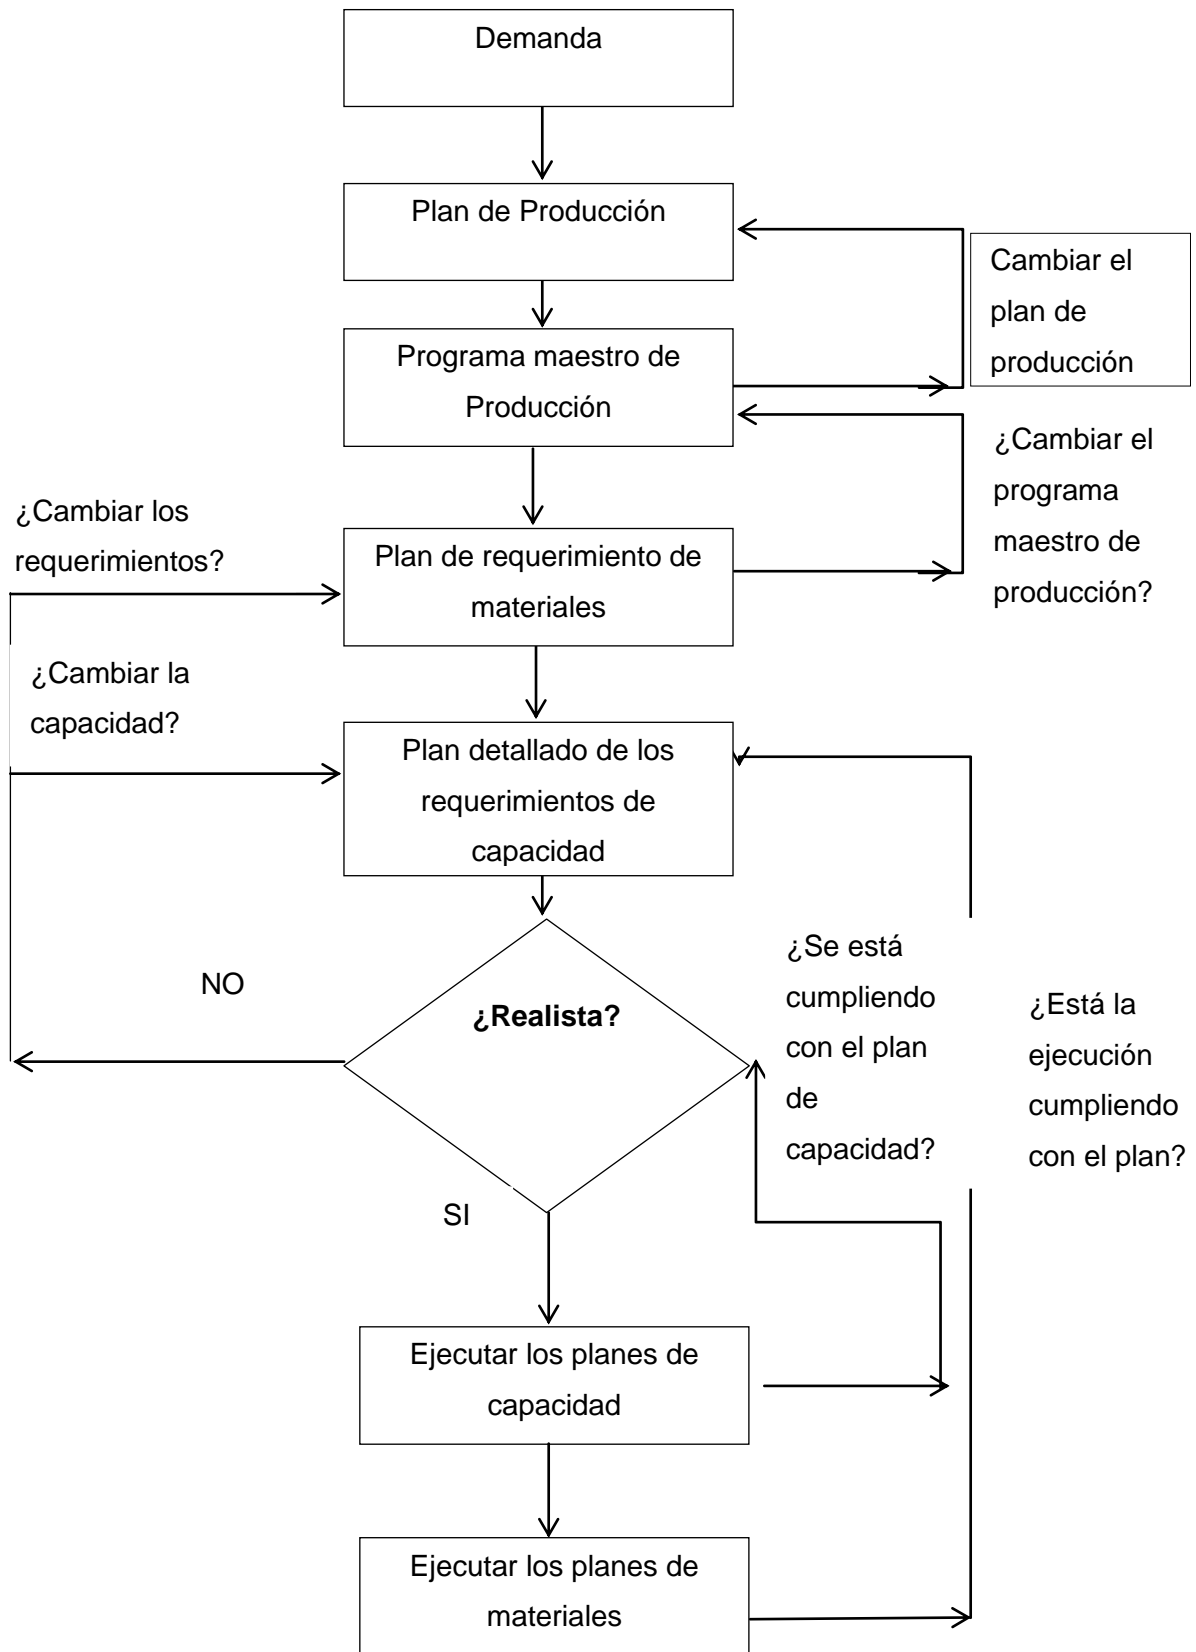 Demanda
Plan de Producción
Cambiar el
plan de
producción
Programa maestro de
Producción
¿Cambiar el
programa
maestro de
producción?
¿Cambiar los
requerimientos?
Plan de requerimiento de
materiales
¿Cambiar la
capacidad?
Plan detallado de los
requerimientos de
capacidad
¿Se está
cumpliendo
con el plan
de
capacidad?
¿Está la
ejecución
cumpliendo
con el plan?
NO
¿Realista?
SI
Ejecutar los planes de
capacidad
Ejecutar los planes de
materiales